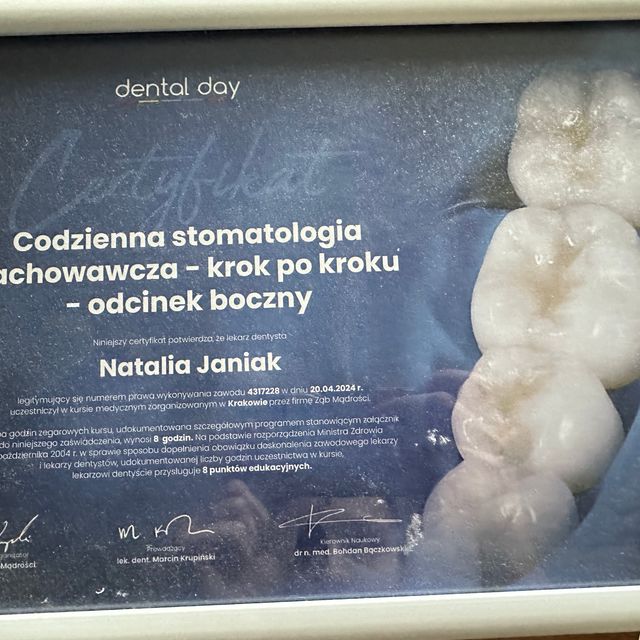 dental day
Certyfikat
Codzienna stomatologia
achowawcza - krok po kroku
- odcinek boczny
Niniejszy certyfikat potwierdza, że lekarz dentysta
Natalia Janiak
legitymujący się numerem prawa wykonywania zawodu 4317228 w dniu 20.04.2024 r.
uczestniczył w kursie medycznym zorganizowanym w Krakowie przez firmę Ząb Mądrości.
ba godzin zegarowych kursu, udokumentowana szczegółowym programem stanowiącym załącznik
do niniejszego zaświadczenia, wynosi 8 godzin. Na podstawie rozporządzenia Ministra Zdrowia
października 2004 r. w sprawie sposobu dopełnienia obowiązku doskonalenia zawodowego lekarzy
i lekarzy dentystów, udokumentowanej liczby godzin uczestnictwa w kursie,
lekarzowi dentyście przysługuje 8 punktów edukacyjnych.
ganizator
Mądrości
Prowadzący
lek. dent. Marcin Krupiński
Kierownik Naukowy
dr n. med. Bohdan Bączkowski